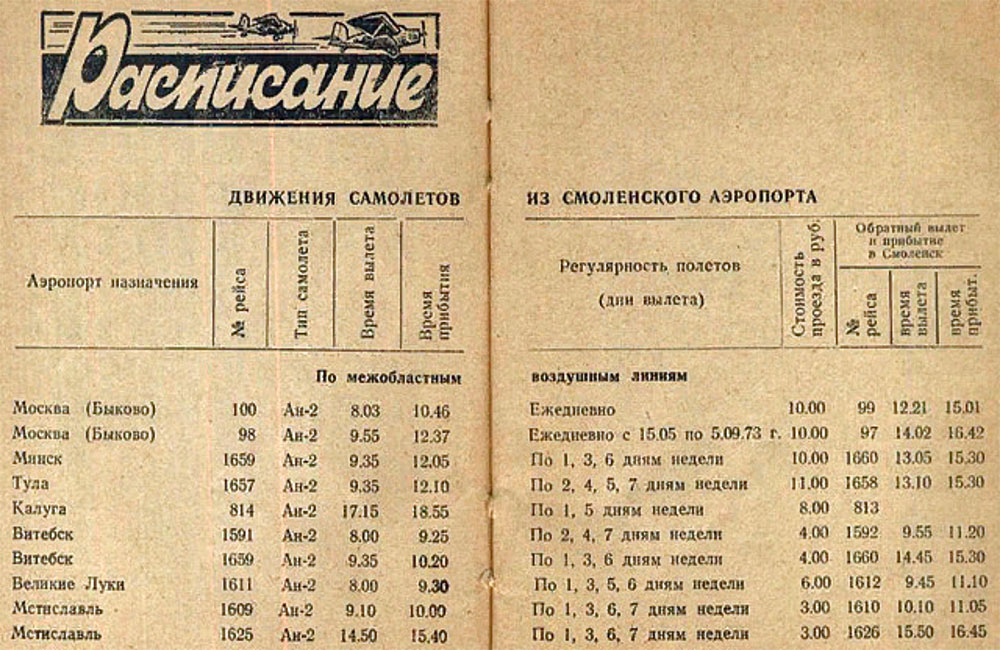 Расписание
ДВИЖЕНИЯ САМОЛЕТОВ ИЗ СМОЛЕНСКОГО АЭРОПОРТА
Аэропорт назначения
№ рейса
Тип самолета
Время вылета
Время прибытия
Регулярность полетов
(дни вылета)
Стоимость проезда в руб.
Обратный вылет
и прибытие
в Смоленск
№ рейса
время вылета
время прибыт.
По межобластным воздушным линиям
Москва (Быково) 100 Ан-2 8.03 10.46 Ежедневно 10.00 99 12.21 15.01
Москва (Быково) 98 Ан-2 9.55 12.37 Ежедневно с 15.05 по 5.09.73 г. 10.00 97 14.02 16.42
Минск 1659 Ан-2 9.35 12.05 По 1, 3, 6 дням недели 10.00 1660 13.05 15.30
Тула 1657 Ан-2 9.35 12.10 По 2, 4, 5, 7 дням недели 11.00 1658 13.10 15.30
Калуга 814 Ан-2 17.15 18.55 По 1, 5 дням недели 8.00 813
Витебск 1591 Ан-2 8.00 9.25 По 2, 4, 7 дням недели 4.00 1592 9.55 11.20
Витебск 1659 Ан-2 9.35 10.20 По 1, 3, 6 дням недели 4.00 1660 14.45 15.30
Великие Луки 1611 Ан-2 8.00 9.30 По 1, 3, 5, 6 дням недели 6.00 1612 9.45 11.10
Мстиславль 1609 Ан-2 9.10 10.00 По 1, 3, 6, 7 дням недели 3.00 1610 10.10 11.05
Мстиславль 1625 Ан-2 14.50 15.40 По 1, 3, 6, 7 дням недели 3.00 1626 15.50 16.45